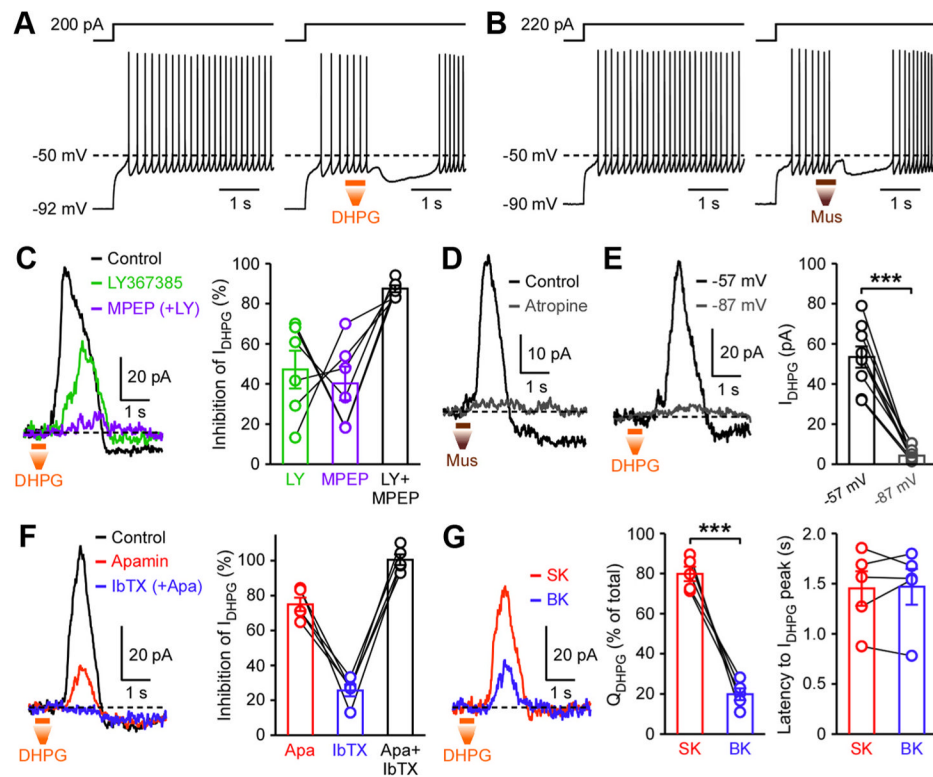 A
200 pA
-50 mV
-92 mV
1 s
DHPG
1 s
B
220 pA
-50 mV
-90 mV
1 s
Mus
1 s
C
Control
LY367385
MPEP (+LY)
20 pA
1 s
DHPG
Inhibition of I_DHPG (%)
100
80
60
40
20
0
LY
MPEP
LY+
MPEP
D
Control
Atropine
10 pA
1 s
Mus
E
-57 mV
-87 mV
20 pA
1 s
DHPG
I_DHPG (pA)
100
80
60
40
20
0
***
-57 mV
-87 mV
F
Control
Apamin
IbTX (+Apa)
20 pA
1 s
DHPG
Inhibition of I_DHPG (%)
100
80
60
40
20
0
Apa
IbTX
Apa+
IbTX
G
SK
BK
20 pA
1 s
DHPG
Q_DHPG (% of total)
100
80
60
40
20
0
***
SK
BK
Latency to I_DHPG peak (s)
2.0
1.5
1.0
0.5
0
SK
BK